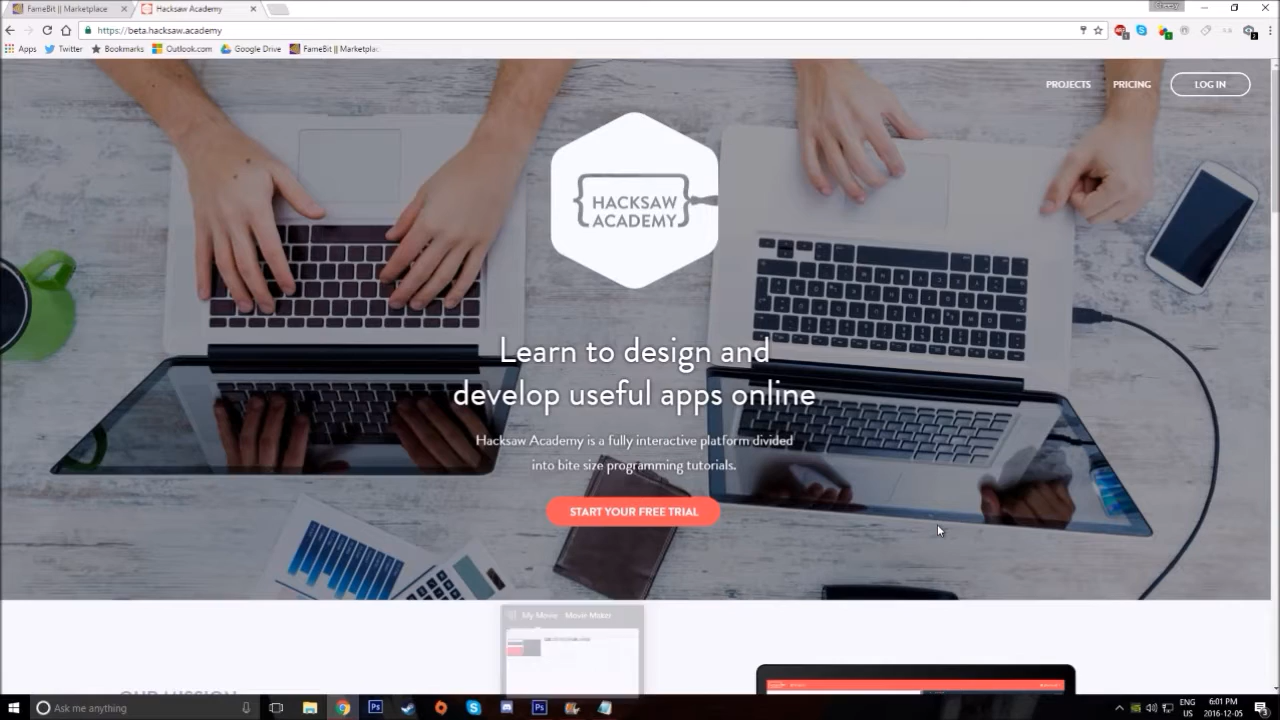 FameBit || Marketplace
Hacksaw Academy
Cheesy
https://beta.hacksaw.academy
Apps
Twitter
Bookmarks
Outlook.com
Google Drive
FameBit || Marketplac
PROJECTS
PRICING
LOG IN
HACKSAW
ACADEMY
Learn to design and
develop useful apps online
Hacksaw Academy is a fully interactive platform divided
into bite size programming tutorials.
START YOUR FREE TRIAL
My Movie Movie Maker
OUR MISSION
Ask me anything
ENG
US
6:01 PM
2016-12-05